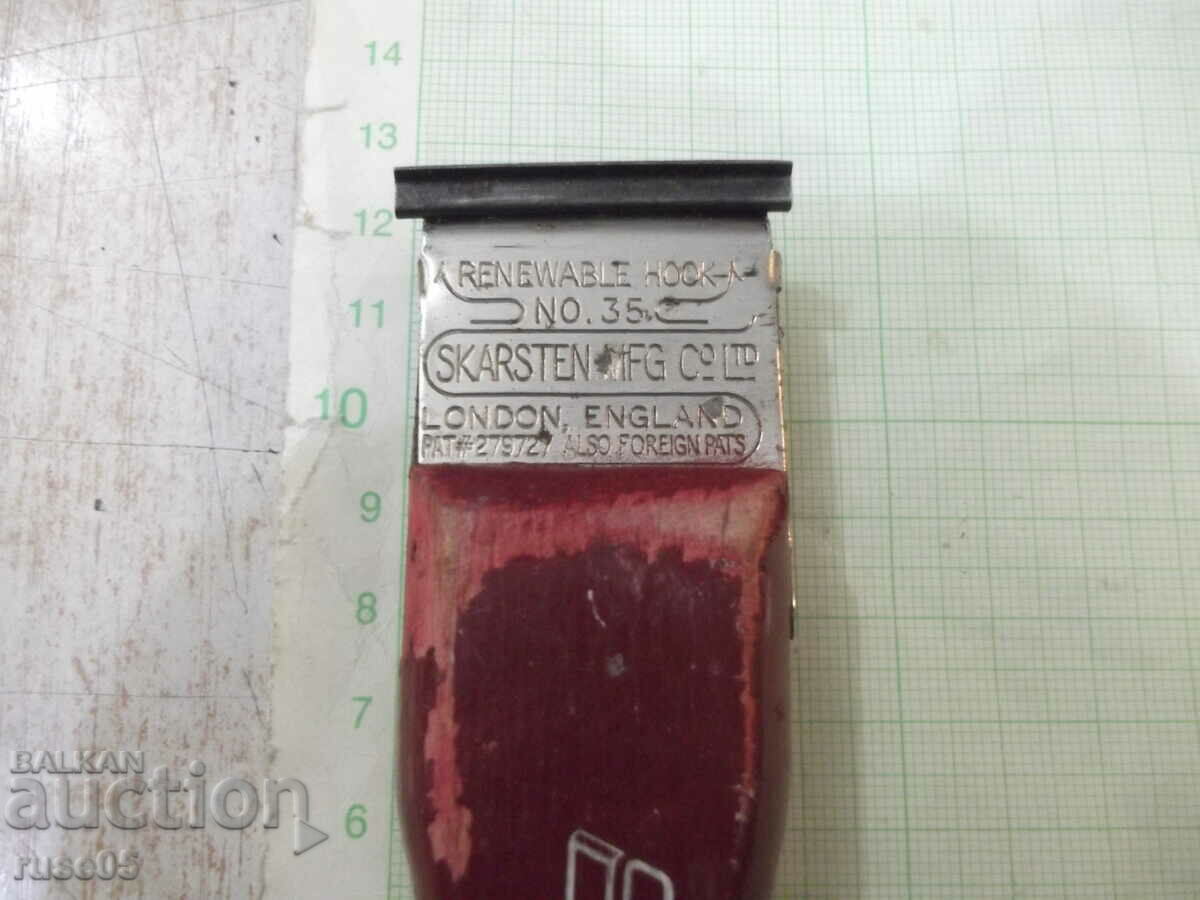 14
13
12
11
10
9
8
7
6
RENEWABLE HOOK
NO. 35
SKARSTEN MFG Co LTD
LONDON, ENGLAND
PAT # 279727 ALSO FOREIGN PATS
BALKAN
auction
ruse05